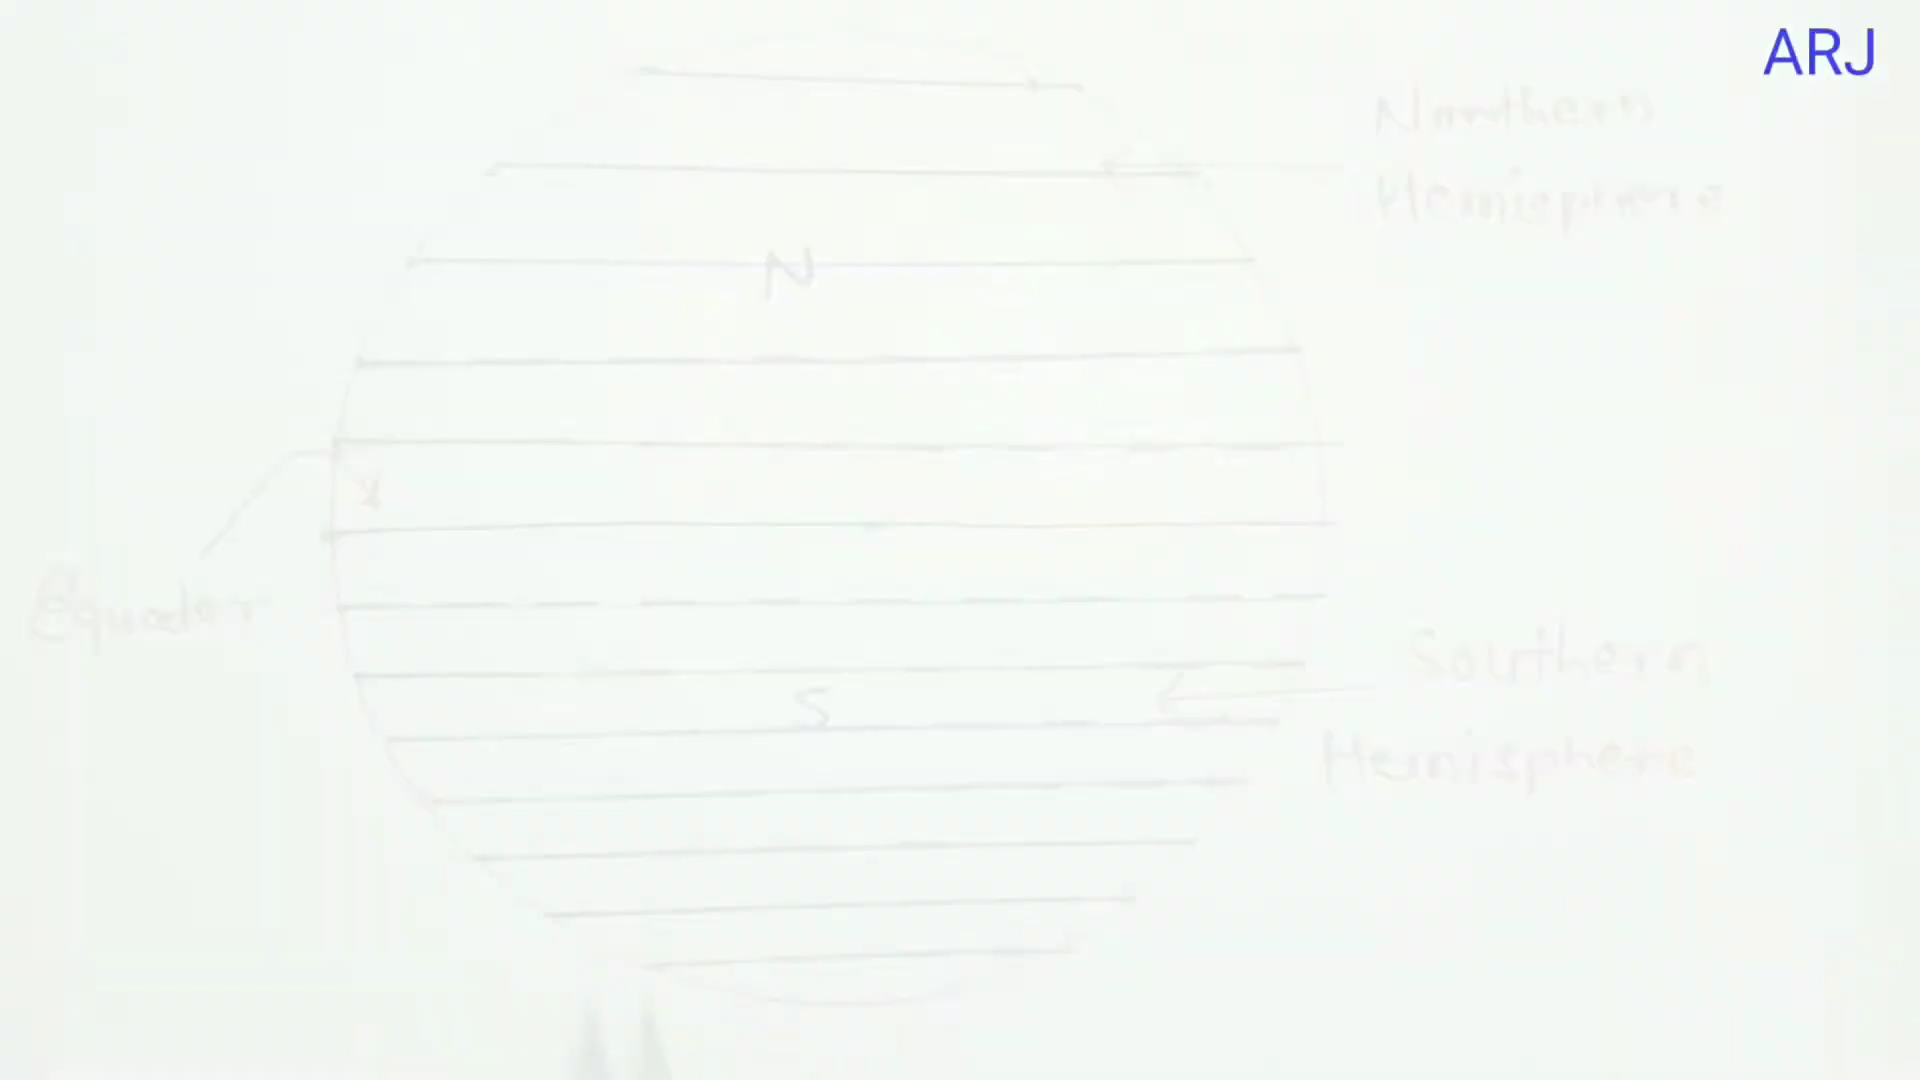 ARJ
Northern
Hemisphere
N
X
Equator
Southern
S
Hemisphere